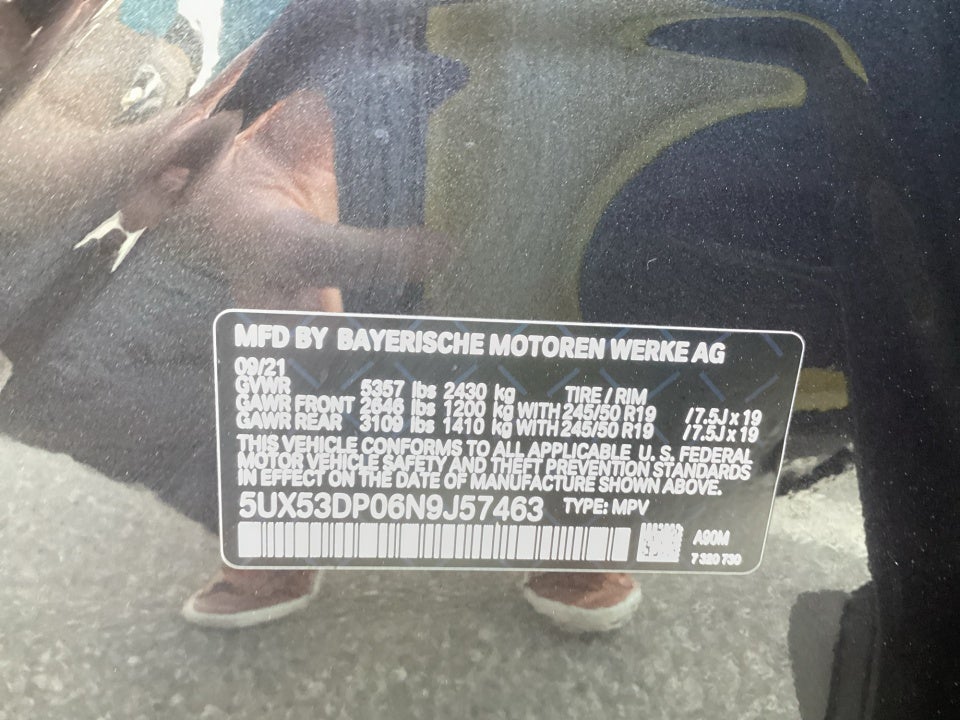 MFD BY BAYERISCHE MOTOREN WERKE AG
09/21
GVWR 5357 lbs 2430 kg TIRE / RIM
GAWR FRONT 2646 lbs 1200 kg WITH 245/50 R19 /7.5J x 19
GAWR REAR 3109 lbs 1410 kg WITH 245/50 R19 /7.5J x 19
THIS VEHICLE CONFORMS TO ALL APPLICABLE U. S. FEDERAL
MOTOR VEHICLE SAFETY AND THEFT PREVENTION STANDARDS
IN EFFECT ON THE DATE OF MANUFACTURE SHOWN ABOVE.
5UX53DP06N9J57463 TYPE: MPV
A90M
7 320 739